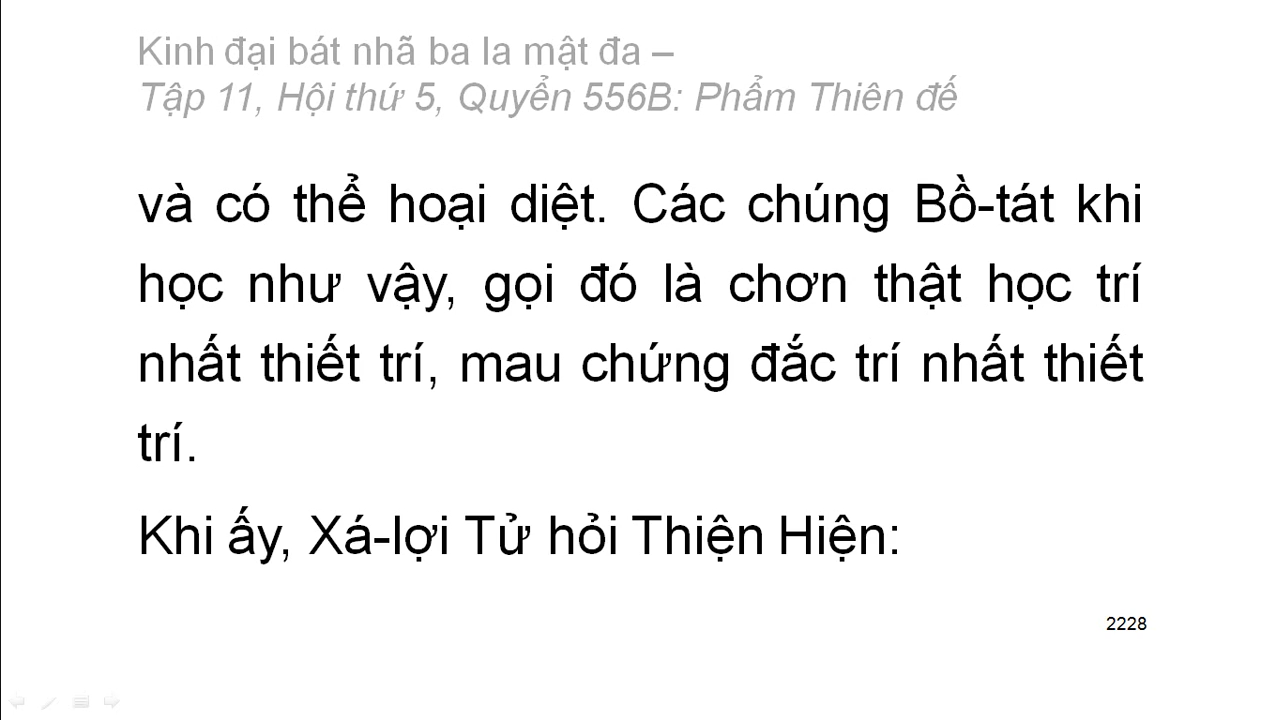 Kinh đại bát nhã ba la mật đa –
Tập 11, Hội thứ 5, Quyển 556B: Phẩm Thiên đế
và có thể hoại diệt. Các chúng Bồ-tát khi
học như vậy, gọi đó là chơn thật học trí
nhất thiết trí, mau chứng đắc trí nhất thiết
trí.
Khi ấy, Xá-lợi Tử hỏi Thiện Hiện:
2228